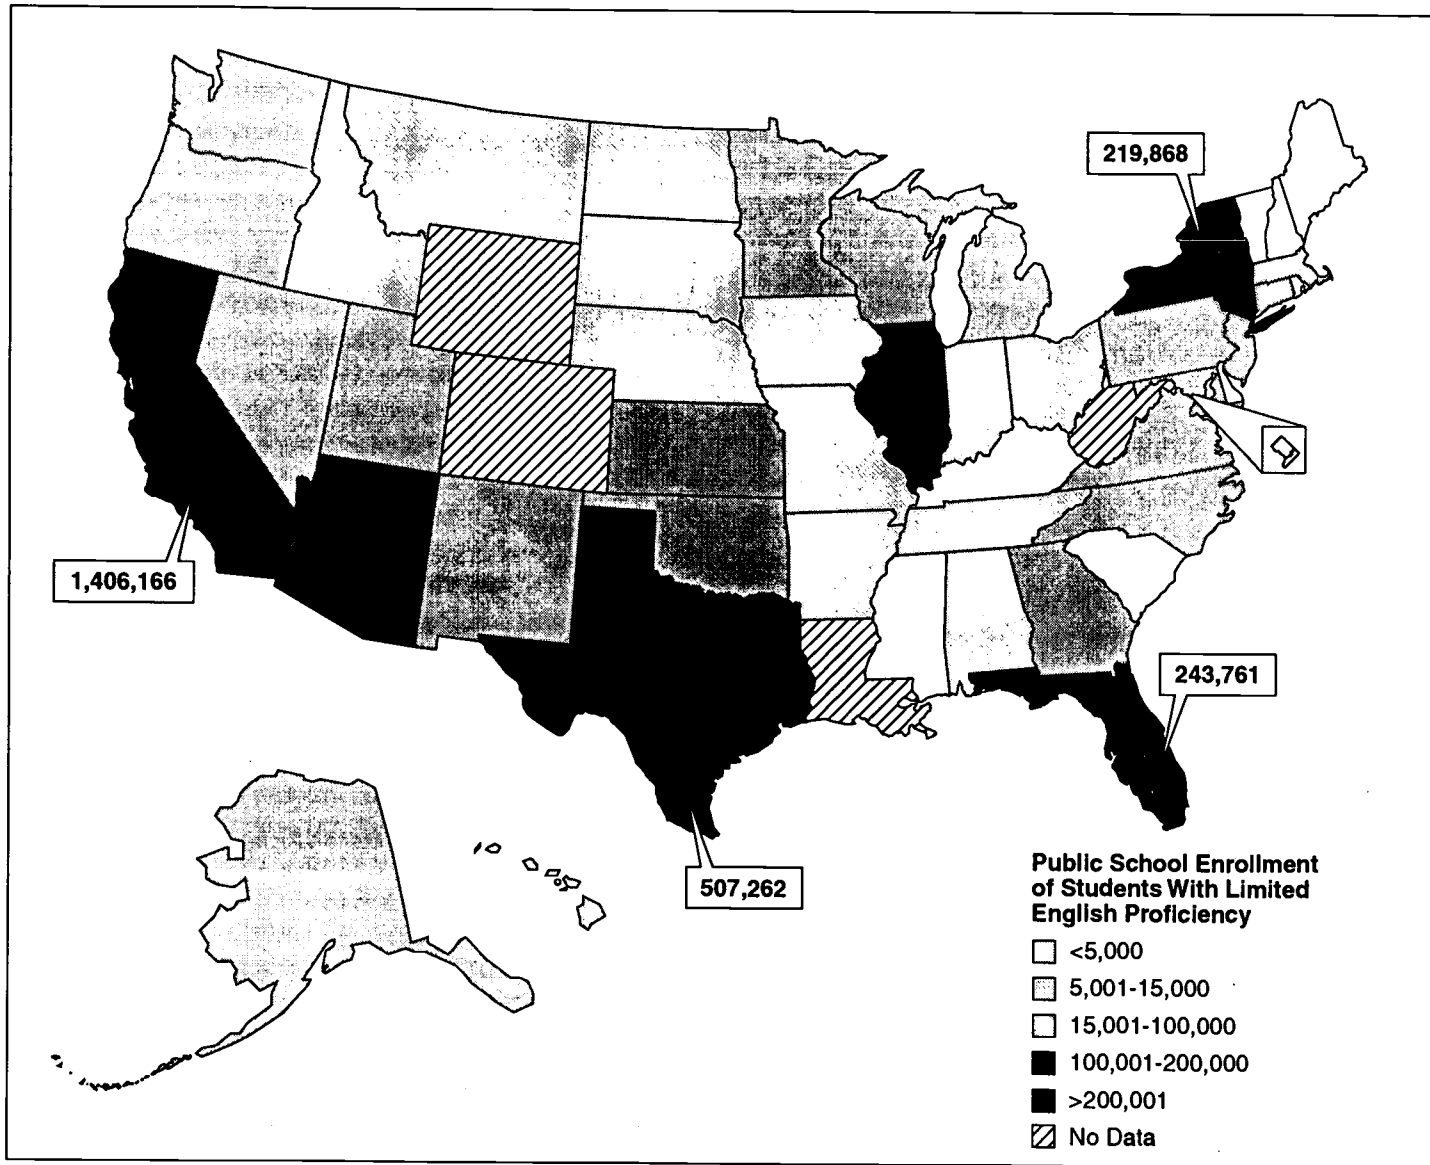 219,868
1,406,166
243,761
507,262
Public School Enrollment
of Students With Limited
English Proficiency
<5,000
5,001-15,000
15,001-100,000
100,001-200,000
>200,001
No Data